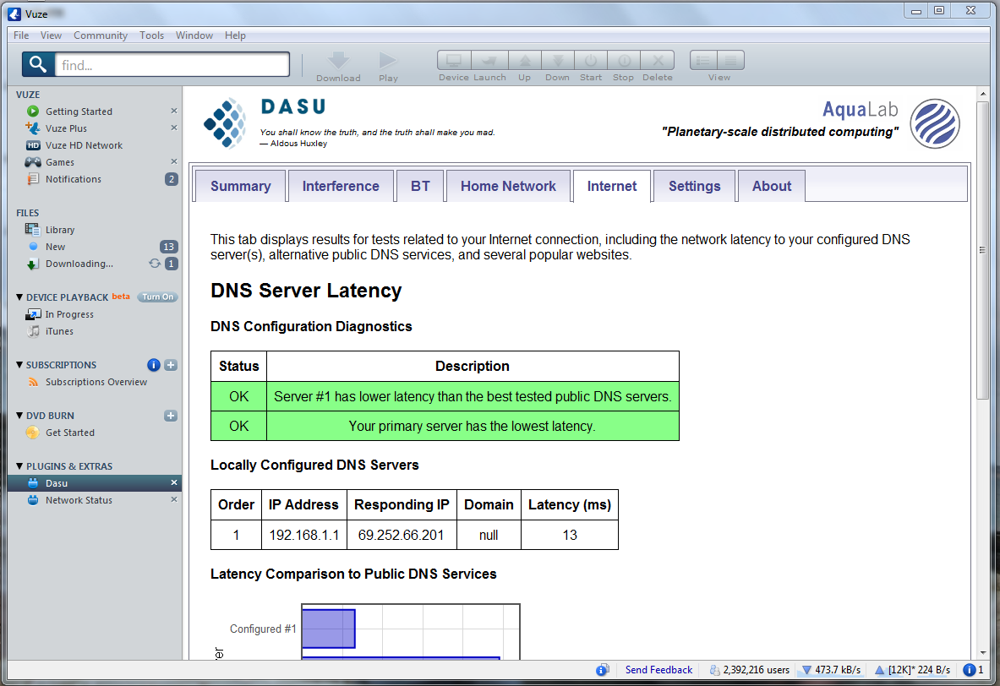 Vuze
File View Community Tools Window Help
find...
Download Play Device Launch Up Down Start Stop Delete View
VUZE
Getting Started
Vuze Plus
HD Vuze HD Network
Games
Notifications 2
FILES
Library
New 13
Downloading... 1
DEVICE PLAYBACK beta Turn On
In Progress
iTunes
SUBSCRIPTIONS
Subscriptions Overview
DVD BURN
Get Started
PLUGINS & EXTRAS
Dasu
Network Status
DASU
You shall know the truth, and the truth shall make you mad.
— Aldous Huxley
AquaLab
"Planetary-scale distributed computing"
Summary Interference BT Home Network Internet Settings About
This tab displays results for tests related to your Internet connection, including the network latency to your configured DNS
server(s), alternative public DNS services, and several popular websites.
DNS Server Latency
DNS Configuration Diagnostics
Status Description
OK Server #1 has lower latency than the best tested public DNS servers.
OK Your primary server has the lowest latency.
Locally Configured DNS Servers
Order IP Address Responding IP Domain Latency (ms)
1 192.168.1.1 69.252.66.201 null 13
Latency Comparison to Public DNS Services
Configured #1
Send Feedback 2,392,216 users 473.7 kB/s [12K]* 224 B/s 1